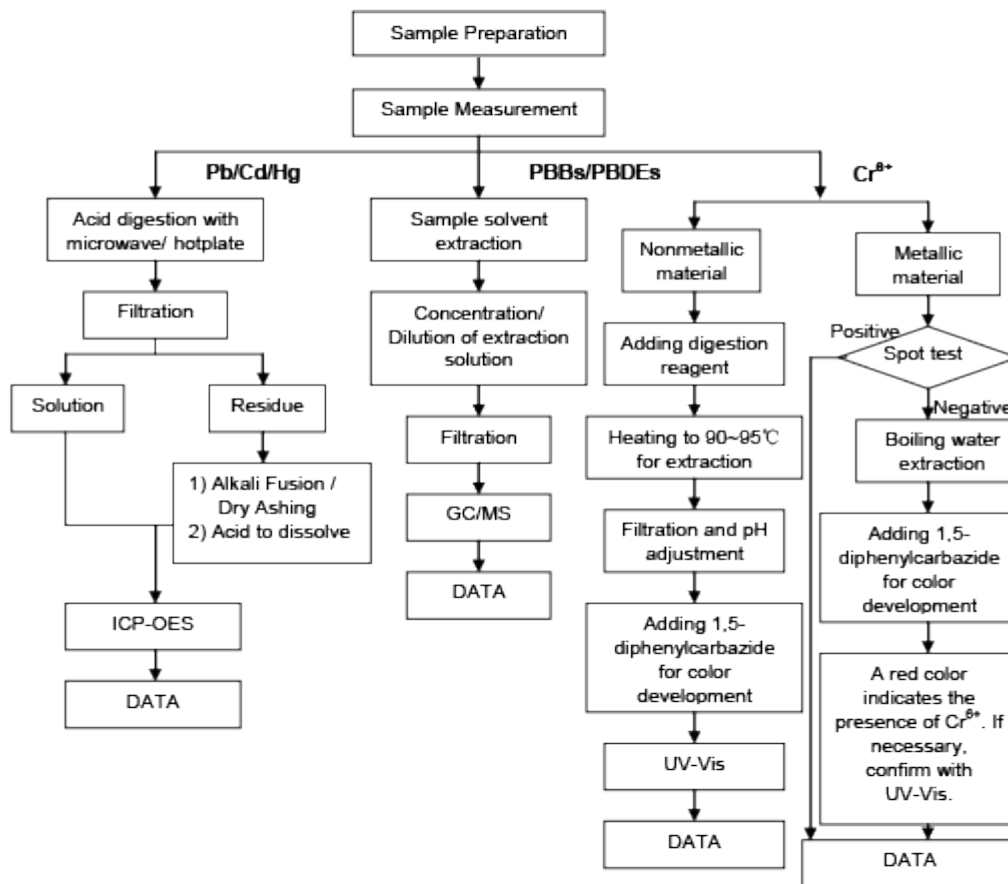 Sample Preparation
Sample Measurement
Pb/Cd/Hg
PBBs/PBDEs
Cr⁶⁺
Acid digestion with
microwave/ hotplate
Filtration
Solution
Residue
1) Alkali Fusion /
Dry Ashing
2) Acid to dissolve
ICP-OES
DATA
Sample solvent
extraction
Concentration/
Dilution of extraction
solution
Filtration
GC/MS
DATA
Nonmetallic
material
Adding digestion
reagent
Heating to 90~95℃
for extraction
Filtration and pH
adjustment
Adding 1,5-
diphenylcarbazide
for color
development
UV-Vis
DATA
Metallic
material
Positive
Spot test
Negative
Boiling water
extraction
Adding 1,5-
diphenylcarbazide
for color
development
A red color
indicates the
presence of Cr⁶⁺. If
necessary,
confirm with
UV-Vis.
DATA